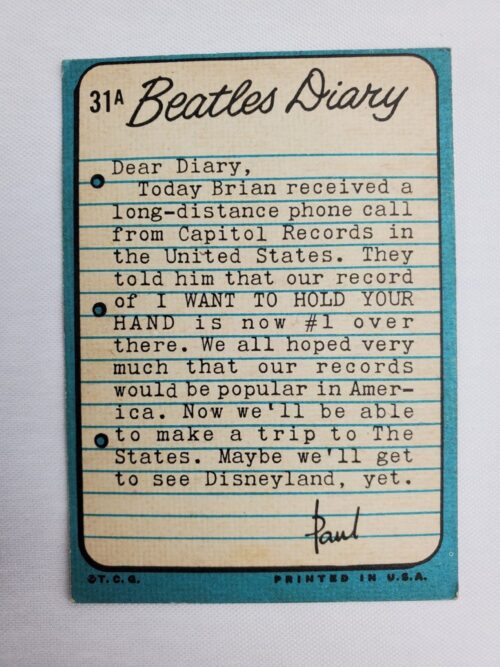 31A Beatles Diary
Dear Diary,
Today Brian received a
long-distance phone call
from Capitol Records in
the United States. They
told him that our record
of I WANT TO HOLD YOUR
HAND is now #1 over
there. We all hoped very
much that our records
would be popular in Amer-
ica. Now we'll be able
to make a trip to The
States. Maybe we'll get
to see Disneyland, yet.
Paul
©T.C.G. PRINTED IN U.S.A.